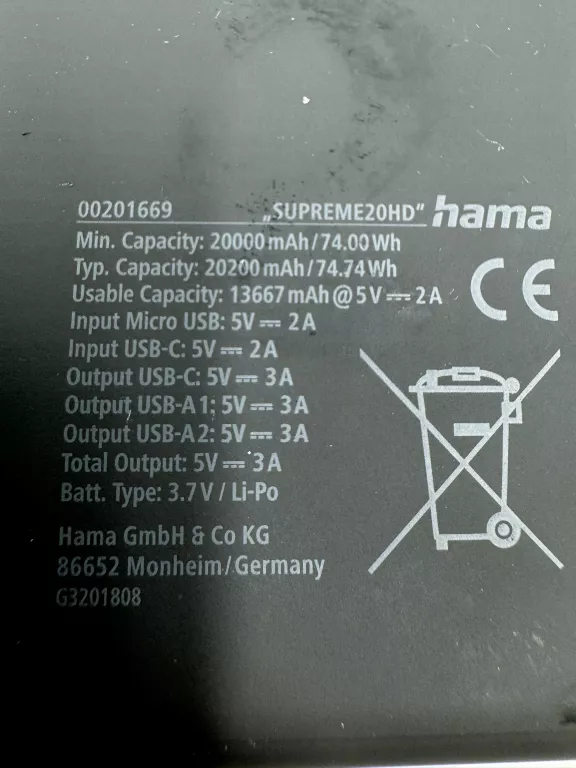 00201669 „SUPREME20HD” hama
Min. Capacity: 20000 mAh/74.00 Wh
Typ. Capacity: 20200 mAh/74.74 Wh
Usable Capacity: 13667 mAh @ 5V ⎓ 2A
Input Micro USB: 5V ⎓ 2A
Input USB-C: 5V ⎓ 2A
Output USB-C: 5V ⎓ 3A
Output USB-A1: 5V ⎓ 3A
Output USB-A2: 5V ⎓ 3A
Total Output: 5V ⎓ 3A
Batt. Type: 3.7 V / Li-Po
CE
Hama GmbH & Co KG
86652 Monheim/Germany
G3201808